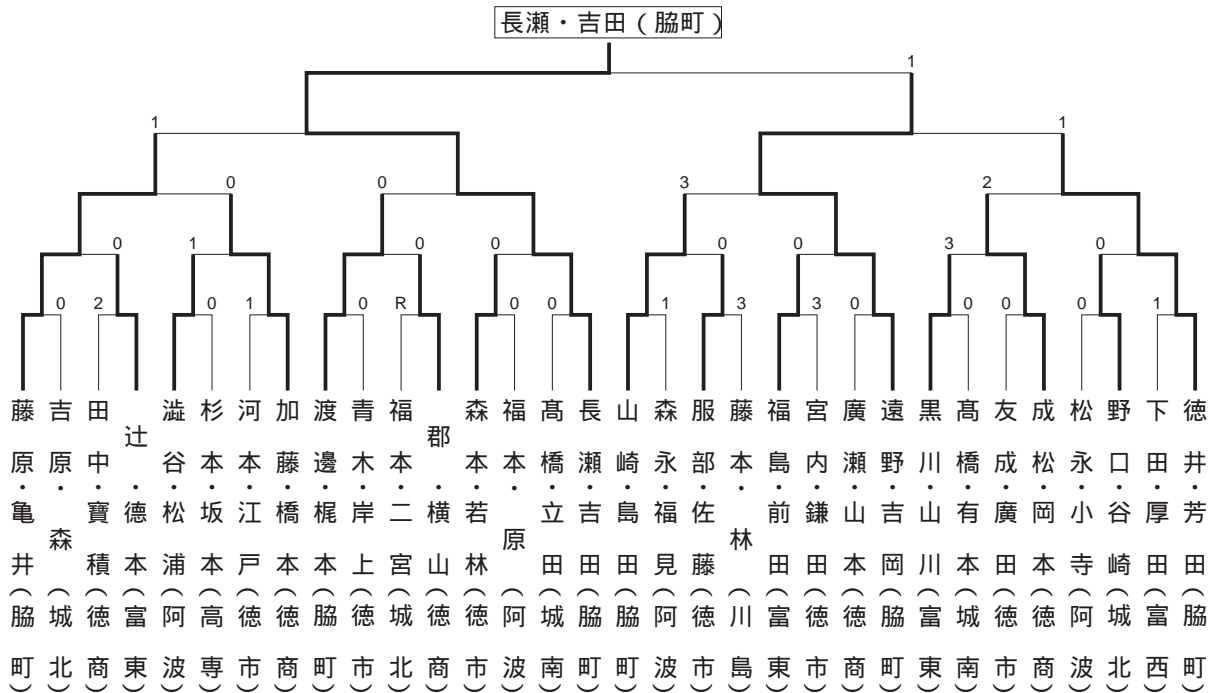 長瀬・吉田（脇町）
1
1
1
0
0
3
2
0
1
0
0
0
0
3
0
0
2
0
1
0
R
0
0
1
3
3
0
0
0
0
1
藤原・亀井（脇町）
吉原・森（城北）
田中・寶積（徳商）
辻・德本（富東）
澁谷・松浦（阿波）
杉本・坂本（高専）
河本・江戸（徳市）
加藤・橋本（徳商）
渡邊・梶本（脇町）
青木・岸上（徳市）
福本・二宮（城北）
郡・横山（徳商）
森本・若林（徳市）
福本・原（阿波）
髙橋・立田（城南）
長瀬・吉田（脇町）
山崎・島田（脇町）
森永・福見（阿波）
服部・佐藤（徳市）
藤本・林（川島）
福島・前田（富東）
宮内・鎌田（徳市）
廣瀬・山本（徳商）
遠野・吉岡（脇町）
黒川・山川（富東）
髙橋・有本（城南）
友成・廣田（徳市）
成松・岡本（徳商）
松永・小寺（阿波）
野口・谷崎（城北）
下田・厚田（富西）
徳井・芳田（脇町）